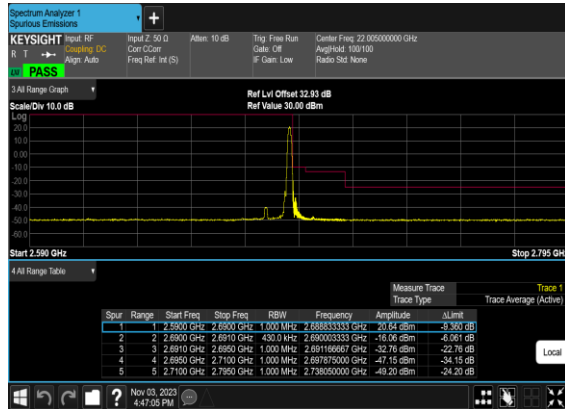 Spectrum Analyzer 1
Spurious Emissions
+
KEYSIGHT Input: RF Input Z: 50 Ω Atten: 10 dB Trig: Free Run Center Freq: 22.005000000 GHz
R T Coupling: DC Corr CCorr Gate: Off Avg|Hold: 100/100
Align: Auto Freq Ref: Int (S) IF Gain: Low Radio Std: None
PASS
3 All Range Graph
Ref Lvl Offset 32.93 dB
Scale/Div 10.0 dB Ref Value 30.00 dBm
Log
20.0
10.0
0.00
-10.0
-20.0
-30.0
-40.0
-50.0
-60.0
Start 2.590 GHz Stop 2.795 GH
4 All Range Table
Measure Trace Trace 1
Trace Type Trace Average (Active)
Spur Range Start Freq Stop Freq RBW Frequency Amplitude ΔLimit
1 1 2.5900 GHz 2.6900 GHz 1.000 MHz 2.688833333 GHz 20.64 dBm -9.360 dB
2 2 2.6900 GHz 2.6910 GHz 430.0 kHz 2.690003333 GHz -16.06 dBm -6.061 dB
3 3 2.6910 GHz 2.6950 GHz 1.000 MHz 2.691166667 GHz -32.76 dBm -22.76 dB
4 4 2.6950 GHz 2.7100 GHz 1.000 MHz 2.697875000 GHz -47.15 dBm -34.15 dB
5 5 2.7100 GHz 2.7950 GHz 1.000 MHz 2.738050000 GHz -49.20 dBm -24.20 dB
Local
? Nov 03, 2023
4:47:05 PM